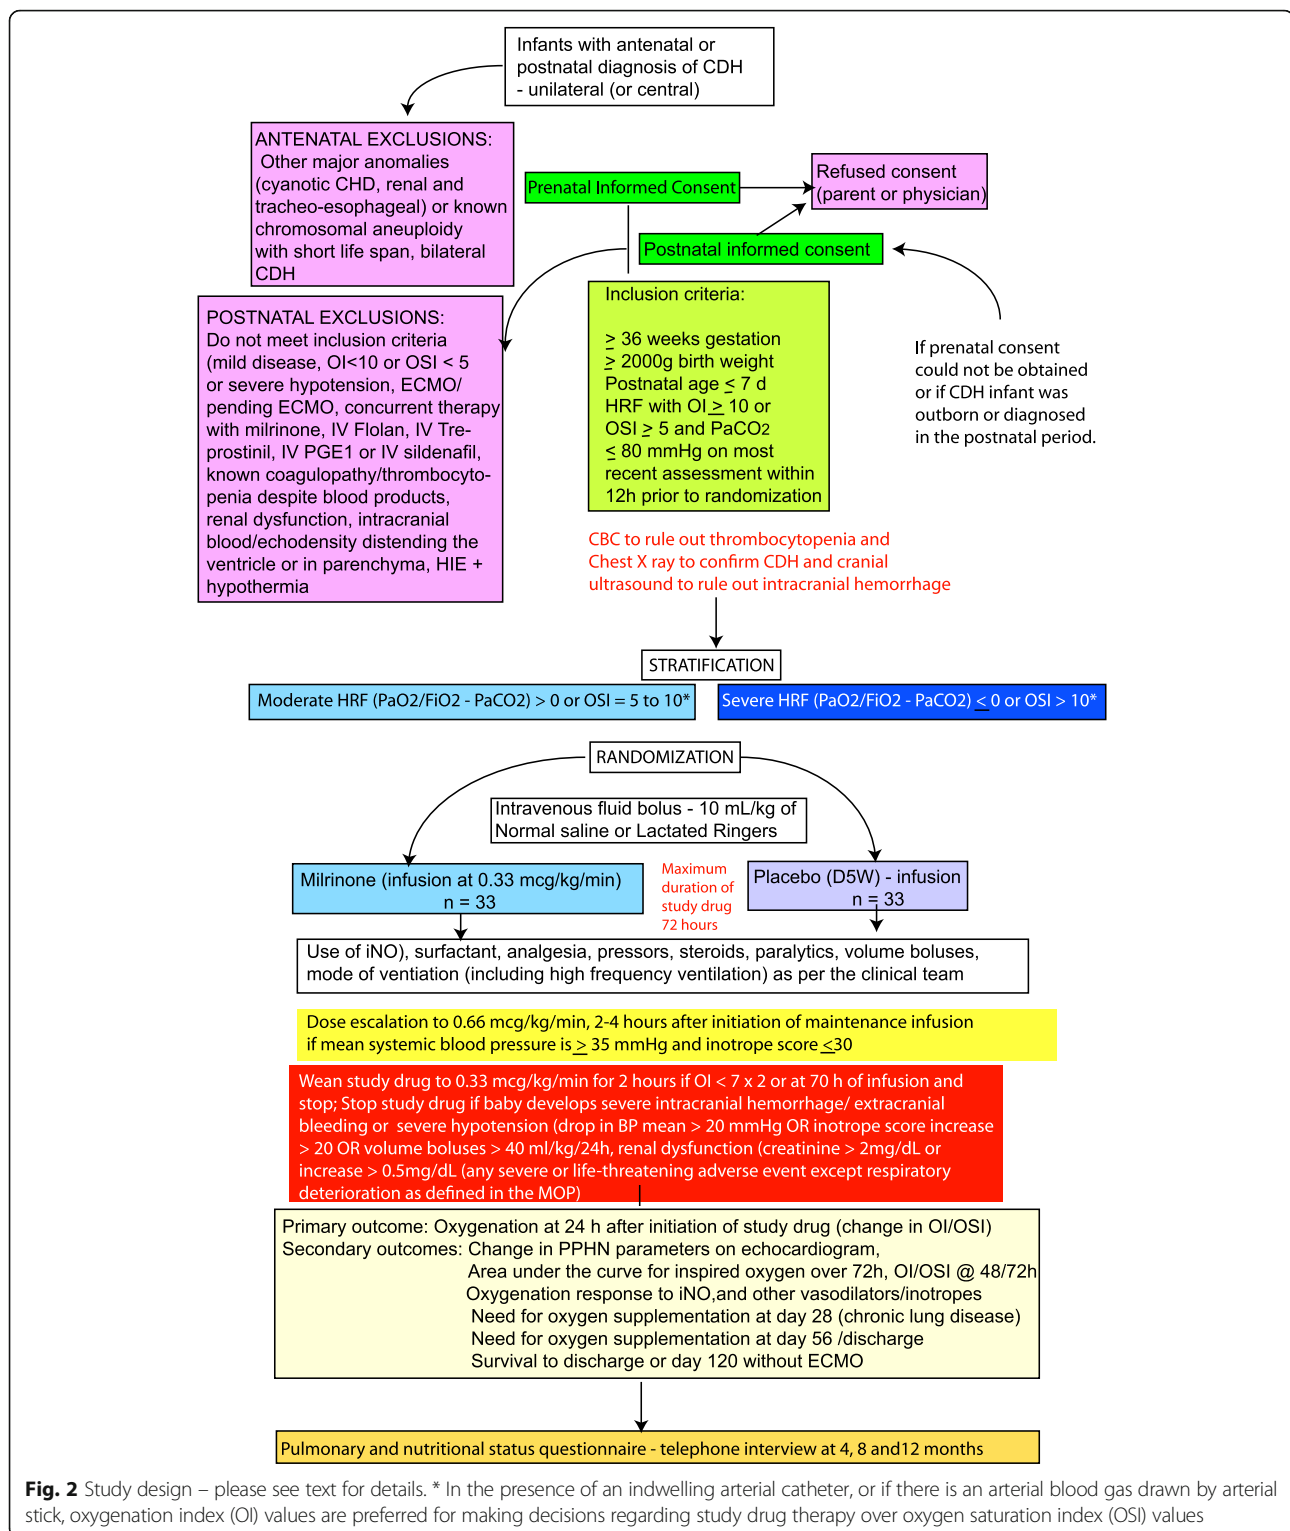 Infants with antenatal or
postnatal diagnosis of CDH
- unilateral (or central)
ANTENATAL EXCLUSIONS:
Other major anomalies
(cyanotic CHD, renal and
tracheo-esophageal) or known
chromosomal aneuploidy
with short life span, bilateral
CDH
Prenatal Informed Consent
Refused consent
(parent or physician)
Postnatal informed consent
POSTNATAL EXCLUSIONS:
Do not meet inclusion criteria
(mild disease, OI<10 or OSI < 5
or severe hypotension, ECMO/
pending ECMO, concurrent therapy
with milrinone, IV Flolan, IV Tre-
prostinil, IV PGE1 or IV sildenafil,
known coagulopathy/thrombocyto-
penia despite blood products,
renal dysfunction, intracranial
blood/echodensity distending the
ventricle or in parenchyma, HIE +
hypothermia
Inclusion criteria:
≥ 36 weeks gestation
≥ 2000g birth weight
Postnatal age ≤ 7 d
HRF with OI ≥ 10 or
OSI ≥ 5 and PaCO2
≤ 80 mmHg on most
recent assessment within
12h prior to randomization
If prenatal consent
could not be obtained
or if CDH infant was
outborn or diagnosed
in the postnatal period.
CBC to rule out thrombocytopenia and
Chest X ray to confirm CDH and cranial
ultrasound to rule out intracranial hemorrhage
STRATIFICATION
Moderate HRF (PaO2/FiO2 - PaCO2) > 0 or OSI = 5 to 10*
Severe HRF (PaO2/FiO2 - PaCO2) ≤ 0 or OSI > 10*
RANDOMIZATION
Intravenous fluid bolus - 10 mL/kg of
Normal saline or Lactated Ringers
Milrinone (infusion at 0.33 mcg/kg/min)
n = 33
Maximum
duration of
study drug
72 hours
Placebo (D5W) - infusion
n = 33
Use of iNO), surfactant, analgesia, pressors, steroids, paralytics, volume boluses,
mode of ventiation (including high frequency ventilation) as per the clinical team
Dose escalation to 0.66 mcg/kg/min, 2-4 hours after initiation of maintenance infusion
if mean systemic blood pressure is ≥ 35 mmHg and inotrope score ≤30
Wean study drug to 0.33 mcg/kg/min for 2 hours if OI < 7 x 2 or at 70 h of infusion and
stop; Stop study drug if baby develops severe intracranial hemorrhage/ extracranial
bleeding or severe hypotension (drop in BP mean > 20 mmHg OR inotrope score increase
> 20 OR volume boluses > 40 ml/kg/24h, renal dysfunction (creatinine > 2mg/dL or
increase > 0.5mg/dL (any severe or life-threatening adverse event except respiratory
deterioration as defined in the MOP)
Primary outcome: Oxygenation at 24 h after initiation of study drug (change in OI/OSI)
Secondary outcomes: Change in PPHN parameters on echocardiogram,
Area under the curve for inspired oxygen over 72h, OI/OSI @ 48/72h
Oxygenation response to iNO,and other vasodilators/inotropes
Need for oxygen supplementation at day 28 (chronic lung disease)
Need for oxygen supplementation at day 56 /discharge
Survival to discharge or day 120 without ECMO
Pulmonary and nutritional status questionnaire - telephone interview at 4, 8 and12 months
Fig. 2 Study design – please see text for details. * In the presence of an indwelling arterial catheter, or if there is an arterial blood gas drawn by arterial
stick, oxygenation index (OI) values are preferred for making decisions regarding study drug therapy over oxygen saturation index (OSI) values